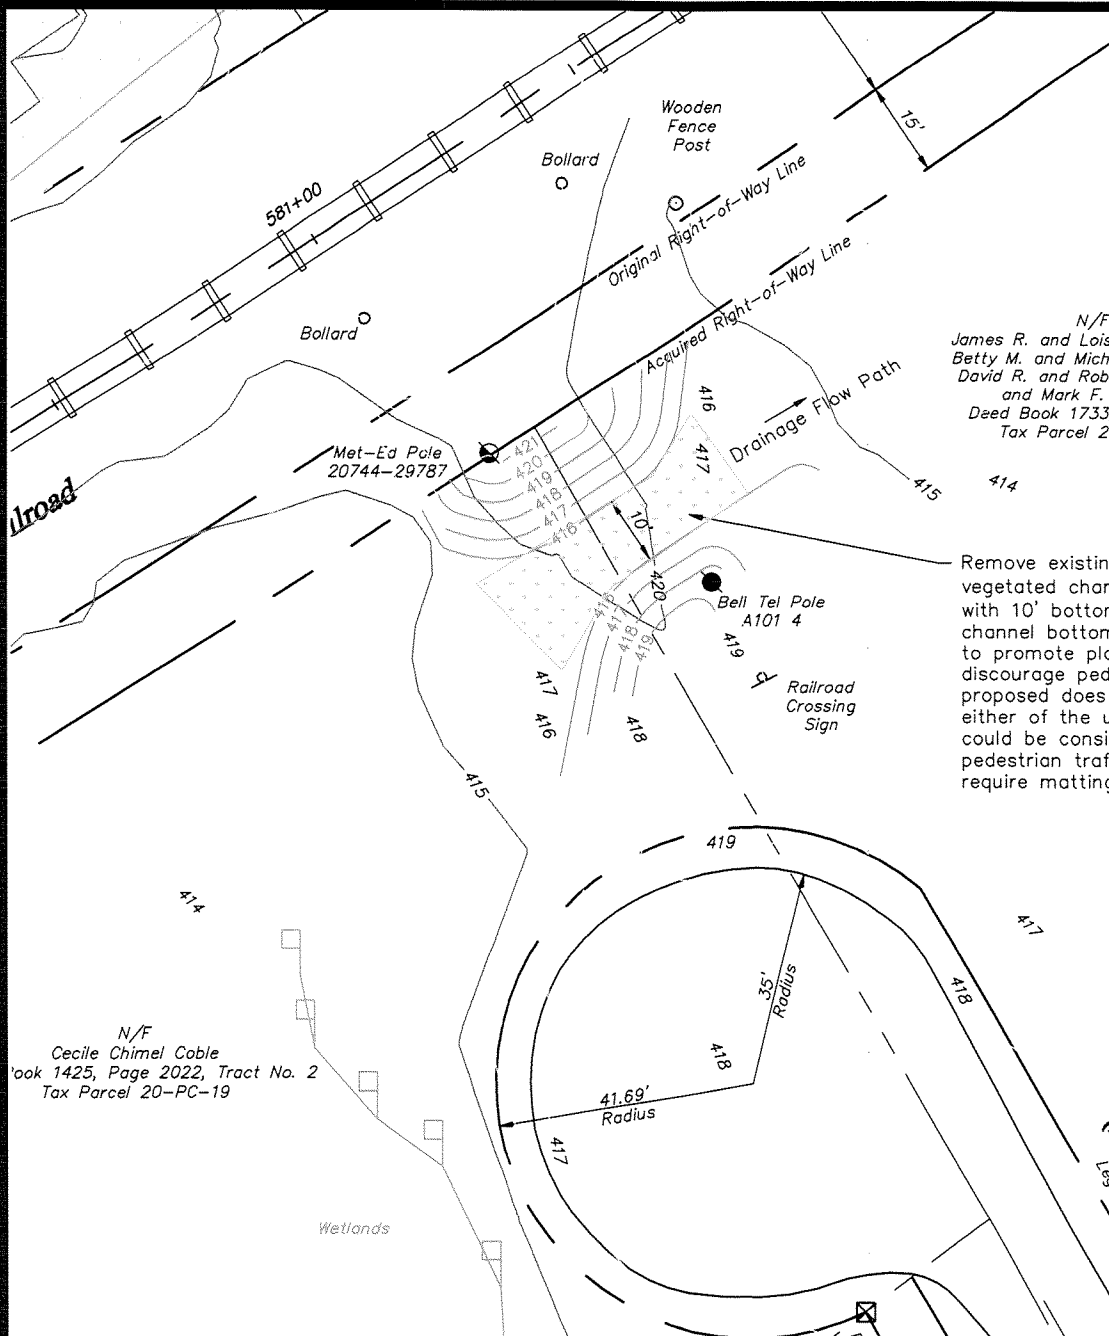 Wooden
Fence
Post
15'
Bollard
581+00
Original Right-of-Way Line
Acquired Right-of-Way Line
Bollard
N/F
James R. and Lois
Betty M. and Mich
David R. and Rob
and Mark F.
Deed Book 1733
Tax Parcel 2
416
Drainage Flow Path
417
Met-Ed Pole
20744-29787
421
420
419
418
417
416
415
414
10'
420
Bell Tel Pole
A101 4
416
417
418
419
419
417
416
418
Railroad
Crossing
Sign
Remove existin
vegetated char
with 10' bottor
channel bottom
to promote pla
discourage ped
proposed does
either of the u
could be consi
pedestrian traf
require matting
415
419
414
417
418
35'
Radius
418
41.69'
Radius
417
N/F
Cecile Chimel Coble
ook 1425, Page 2022, Tract No. 2
Tax Parcel 20-PC-19
Wetlands
ilroad
Leg